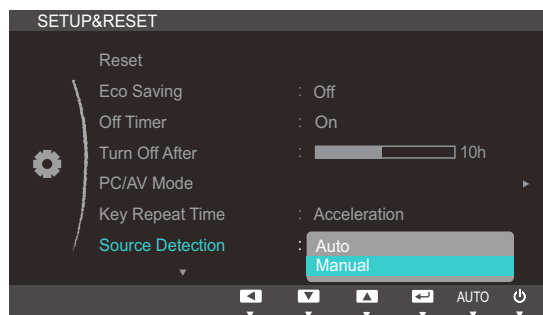 SETUP&RESET
Reset
Eco Saving : Off
Off Timer : On
Turn Off After : 10h
PC/AV Mode
Key Repeat Time : Acceleration
Source Detection : Auto
Manual
AUTO